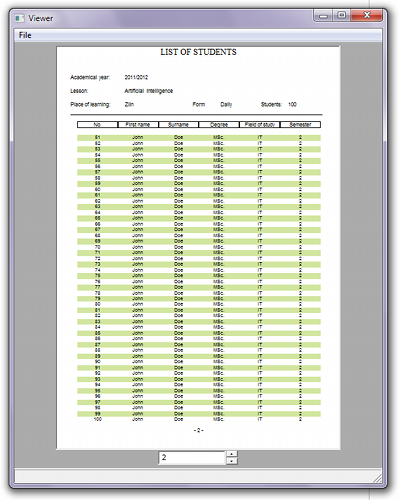 Viewer
File
LIST OF STUDENTS
Academical year: 2011/2012
Lesson: Artificial Intelligence
Place of learning: Zlin Form Daily Students: 100
No. First name Surname Degree Field of study Semester
51 John Doe MSc. IT 2
52 John Doe MSc. IT 2
53 John Doe MSc. IT 2
54 John Doe MSc. IT 2
55 John Doe MSc. IT 2
56 John Doe MSc. IT 2
57 John Doe MSc. IT 2
58 John Doe MSc. IT 2
59 John Doe MSc. IT 2
60 John Doe MSc. IT 2
61 John Doe MSc. IT 2
62 John Doe MSc. IT 2
63 John Doe MSc. IT 2
64 John Doe MSc. IT 2
65 John Doe MSc. IT 2
66 John Doe MSc. IT 2
67 John Doe MSc. IT 2
68 John Doe MSc. IT 2
69 John Doe MSc. IT 2
70 John Doe MSc. IT 2
71 John Doe MSc. IT 2
72 John Doe MSc. IT 2
73 John Doe MSc. IT 2
74 John Doe MSc. IT 2
75 John Doe MSc. IT 2
76 John Doe MSc. IT 2
77 John Doe MSc. IT 2
78 John Doe MSc. IT 2
79 John Doe MSc. IT 2
80 John Doe MSc. IT 2
81 John Doe MSc. IT 2
82 John Doe MSc. IT 2
83 John Doe MSc. IT 2
84 John Doe MSc. IT 2
85 John Doe MSc. IT 2
86 John Doe MSc. IT 2
87 John Doe MSc. IT 2
88 John Doe MSc. IT 2
89 John Doe MSc. IT 2
90 John Doe MSc. IT 2
91 John Doe MSc. IT 2
92 John Doe MSc. IT 2
93 John Doe MSc. IT 2
94 John Doe MSc. IT 2
95 John Doe MSc. IT 2
96 John Doe MSc. IT 2
97 John Doe MSc. IT 2
98 John Doe MSc. IT 2
99 John Doe MSc. IT 2
100 John Doe MSc. IT 2
- 2 -
2